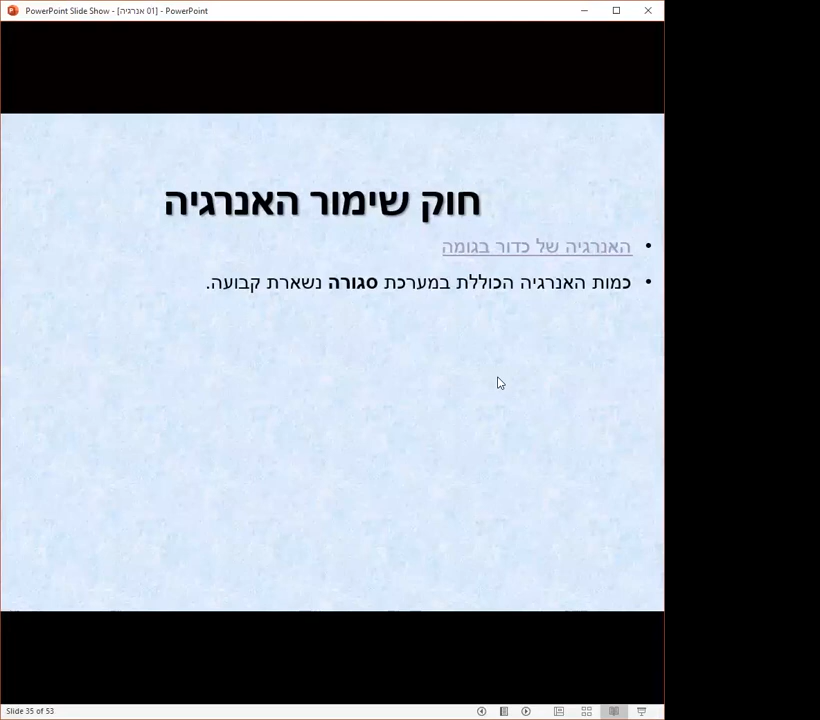 PowerPoint Slide Show - [01 אנרגיה] - PowerPoint
חוק שימור האנרגיה
• האנרגיה של כדור בגומה
• כמות האנרגיה הכוללת במערכת סגורה נשארת קבועה.
Slide 35 of 53